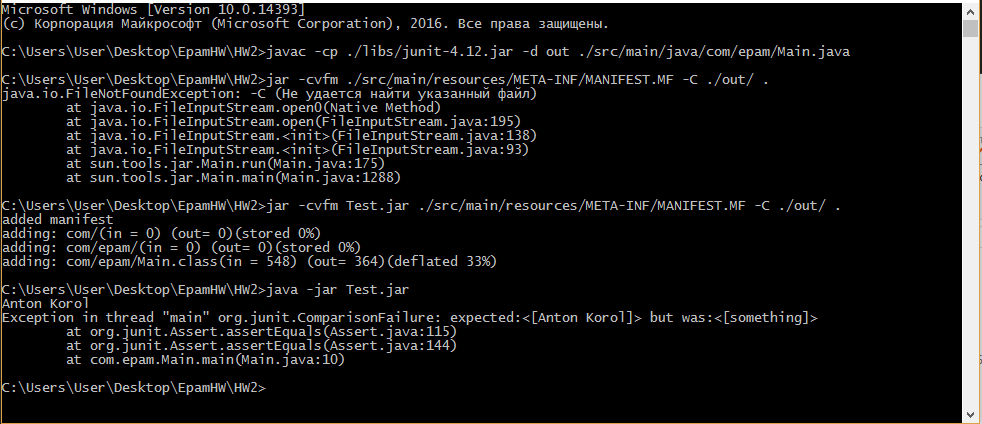 Microsoft Windows [Version 10.0.14393]
(c) Корпорация Майкрософт (Microsoft Corporation), 2016. Все права защищены.
C:\Users\User\Desktop\EpamHW\HW2>javac -cp ./libs/junit-4.12.jar -d out ./src/main/java/com/epam/Main.java
C:\Users\User\Desktop\EpamHW\HW2>jar -cvfm ./src/main/resources/META-INF/MANIFEST.MF -C ./out/ .
java.io.FileNotFoundException: -C (Не удается найти указанный файл)
at java.io.FileInputStream.open0(Native Method)
at java.io.FileInputStream.open(FileInputStream.java:195)
at java.io.FileInputStream.<init>(FileInputStream.java:138)
at java.io.FileInputStream.<init>(FileInputStream.java:93)
at sun.tools.jar.Main.run(Main.java:175)
at sun.tools.jar.Main.main(Main.java:1288)
C:\Users\User\Desktop\EpamHW\HW2>jar -cvfm Test.jar ./src/main/resources/META-INF/MANIFEST.MF -C ./out/ .
added manifest
adding: com/(in = 0) (out= 0)(stored 0%)
adding: com/epam/(in = 0) (out= 0)(stored 0%)
adding: com/epam/Main.class(in = 548) (out= 364)(deflated 33%)
C:\Users\User\Desktop\EpamHW\HW2>java -jar Test.jar
Anton Korol
Exception in thread "main" org.junit.ComparisonFailure: expected:<[Anton Korol]> but was:<[something]>
at org.junit.Assert.assertEquals(Assert.java:115)
at org.junit.Assert.assertEquals(Assert.java:144)
at com.epam.Main.main(Main.java:10)
C:\Users\User\Desktop\EpamHW\HW2>